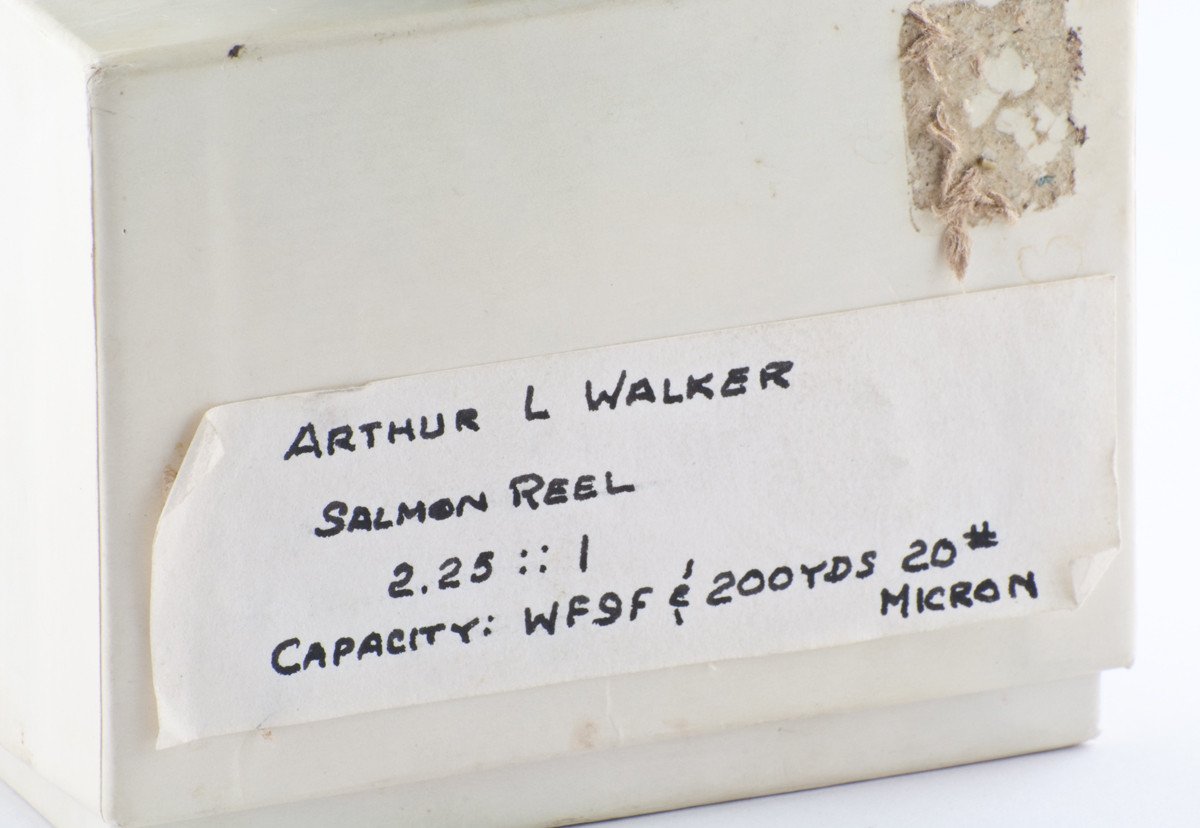 ARTHUR L WALKER
SALMON REEL
2.25 :: 1
CAPACITY: WF9F & 200YDS 20#
MICRON